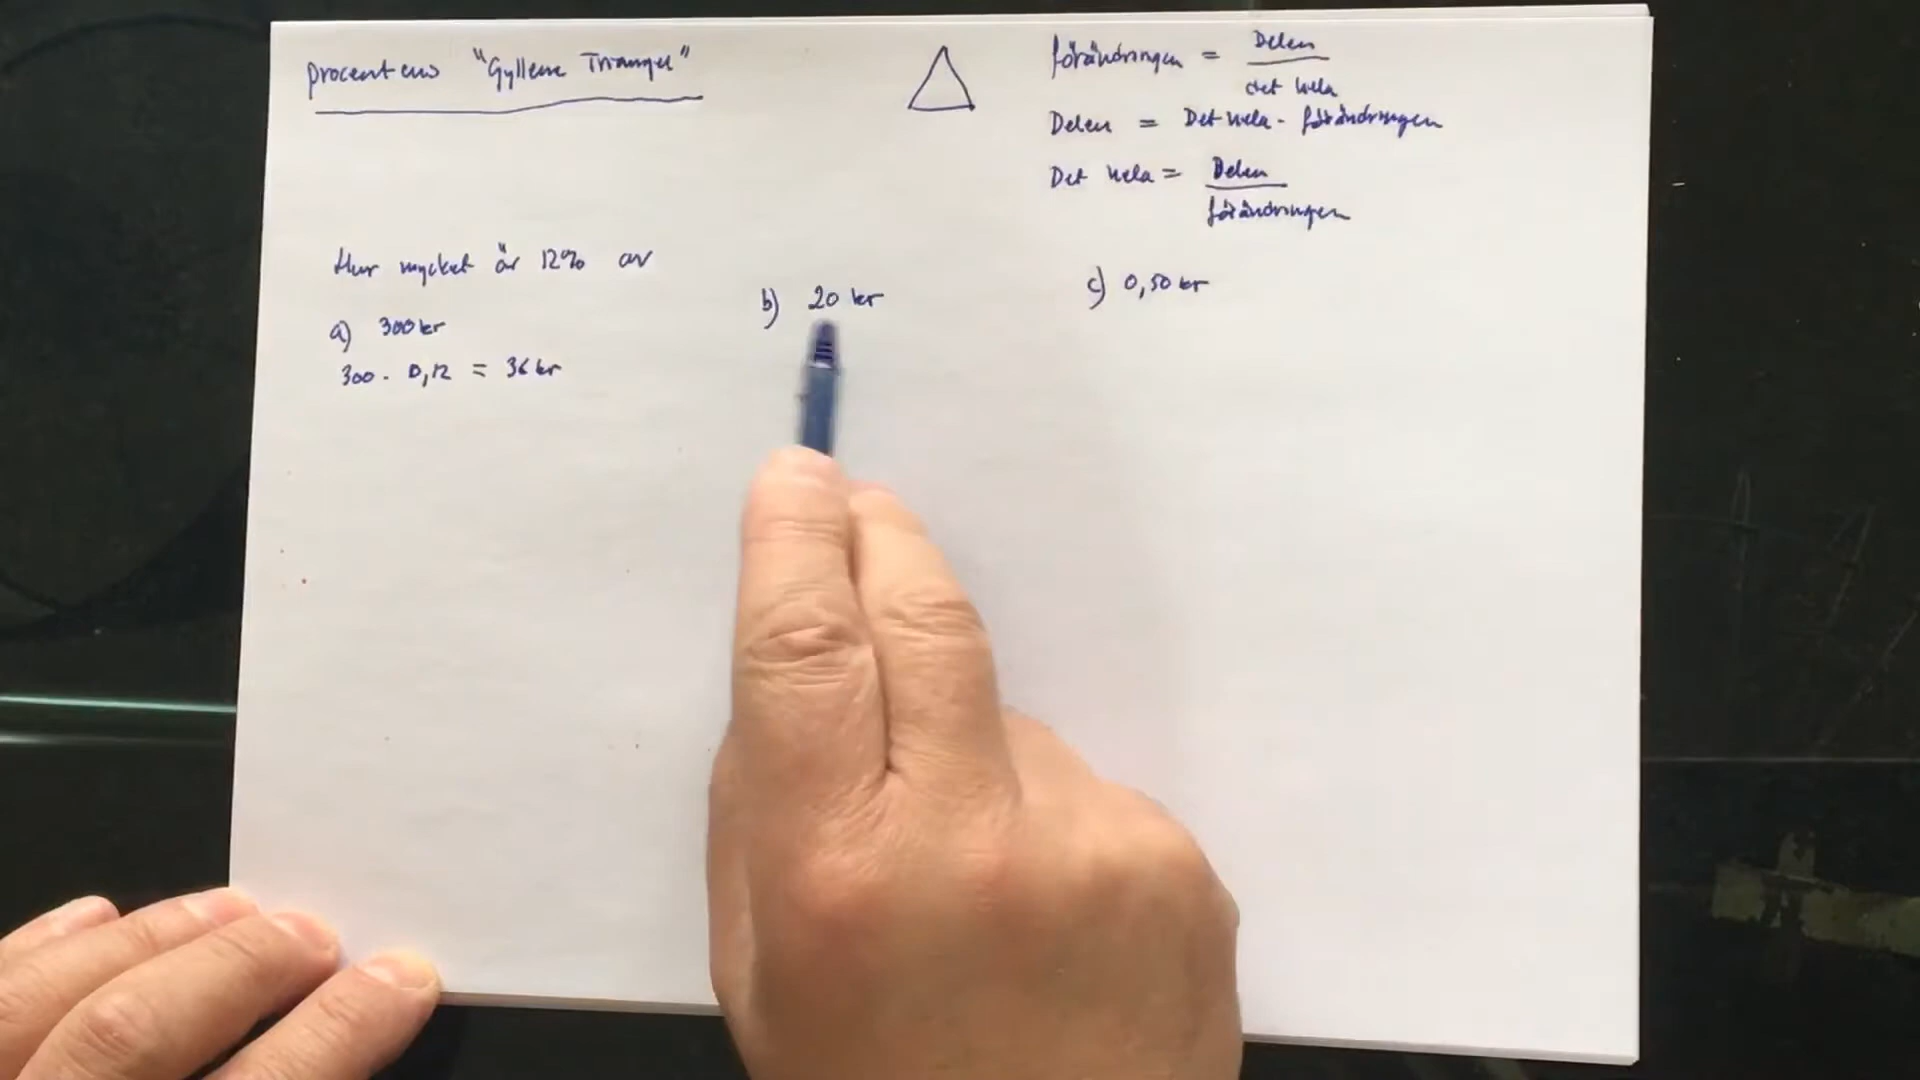 procentens "Gyllene Triangel"
förändringen = Delen / det hela
Delen = Det hela · förändringen
Det hela = Delen / förändringen
Hur mycket är 12% av
a) 300 kr
300 · 0,12 = 36 kr
b) 20 kr
c) 0,50 kr